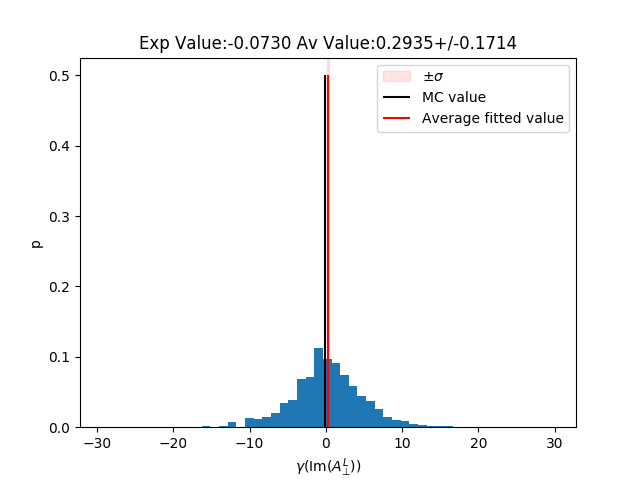 Exp Value:-0.0730 Av Value:0.2935+/-0.1714
0.5
0.4
0.3
0.2
0.1
0.0
p
±σ
MC value
Average fitted value
−30 −20 −10 0 10 20 30
γ(Im(A_⊥^L))